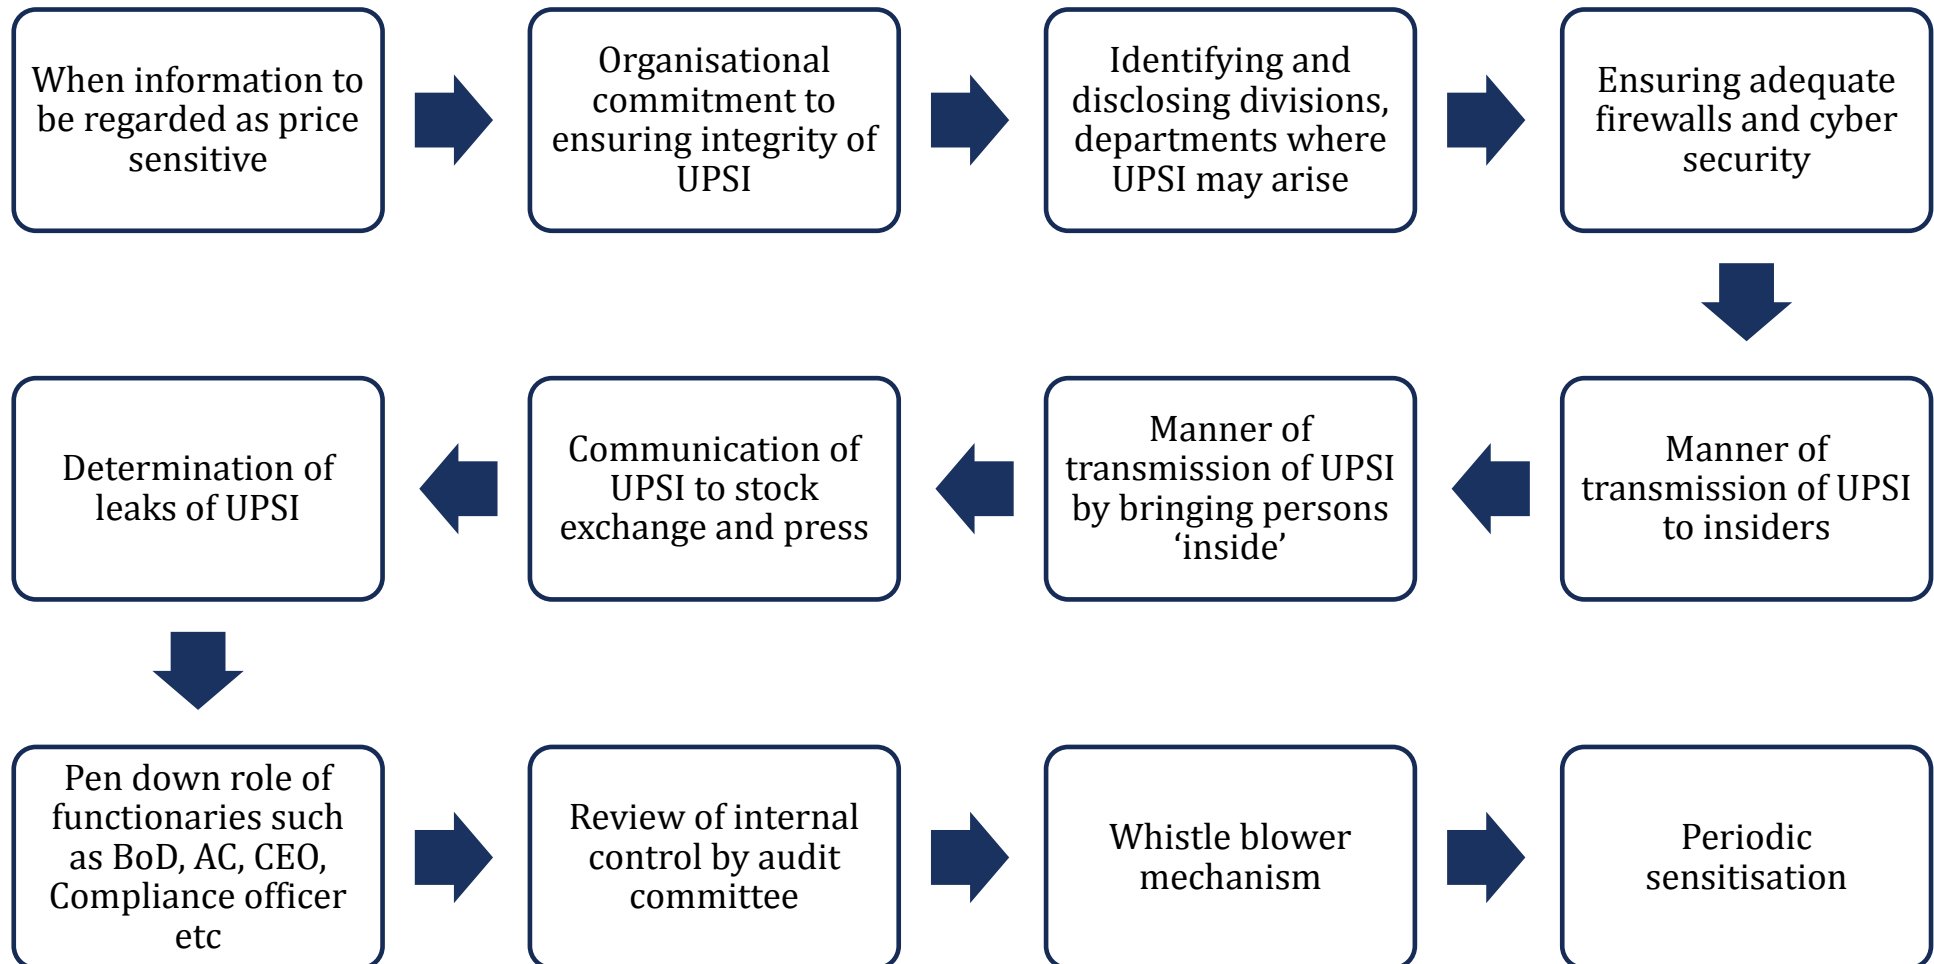 When information to
be regarded as price
sensitive
Organisational
commitment to
ensuring integrity of
UPSI
Identifying and
disclosing divisions,
departments where
UPSI may arise
Ensuring adequate
firewalls and cyber
security
Manner of
transmission of UPSI
to insiders
Manner of
transmission of UPSI
by bringing persons
‘inside’
Communication of
UPSI to stock
exchange and press
Determination of
leaks of UPSI
Pen down role of
functionaries such
as BoD, AC, CEO,
Compliance officer
etc
Review of internal
control by audit
committee
Whistle blower
mechanism
Periodic
sensitisation